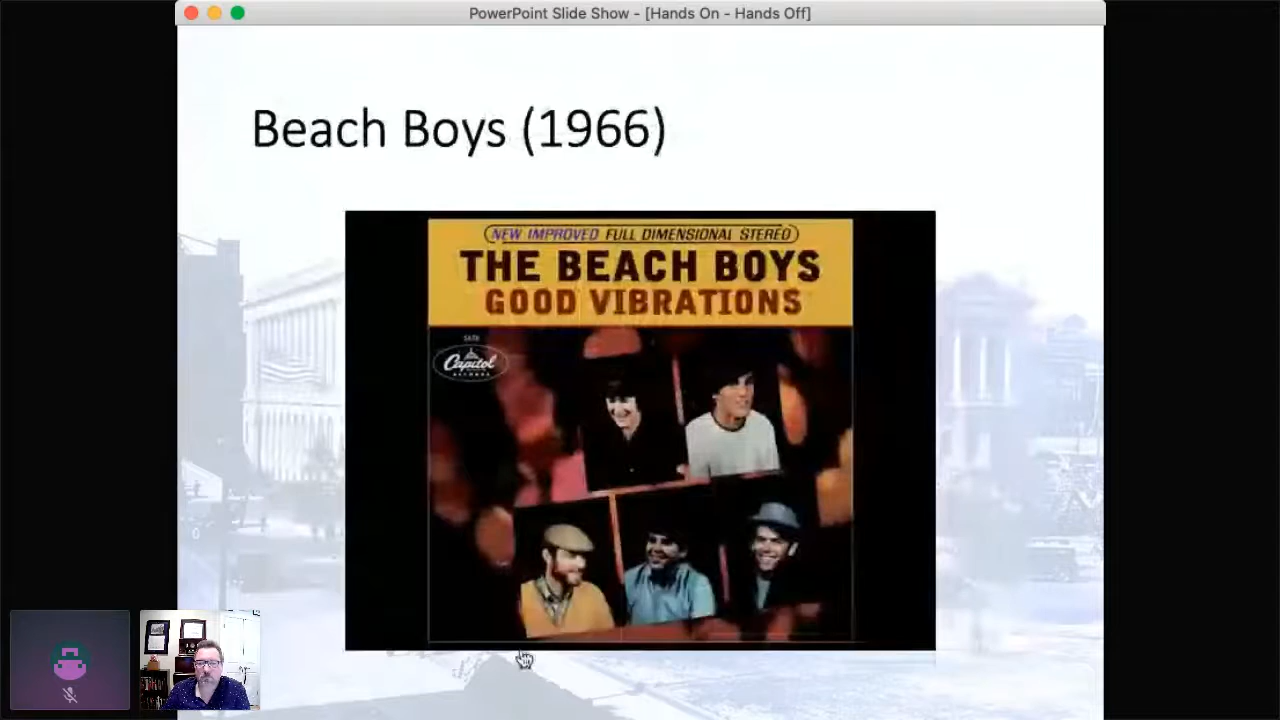 PowerPoint Slide Show - [Hands On - Hands Off]
Beach Boys (1966)
NEW IMPROVED FULL DIMENSIONAL STEREO
THE BEACH BOYS
GOOD VIBRATIONS
Capitol
RECORDS